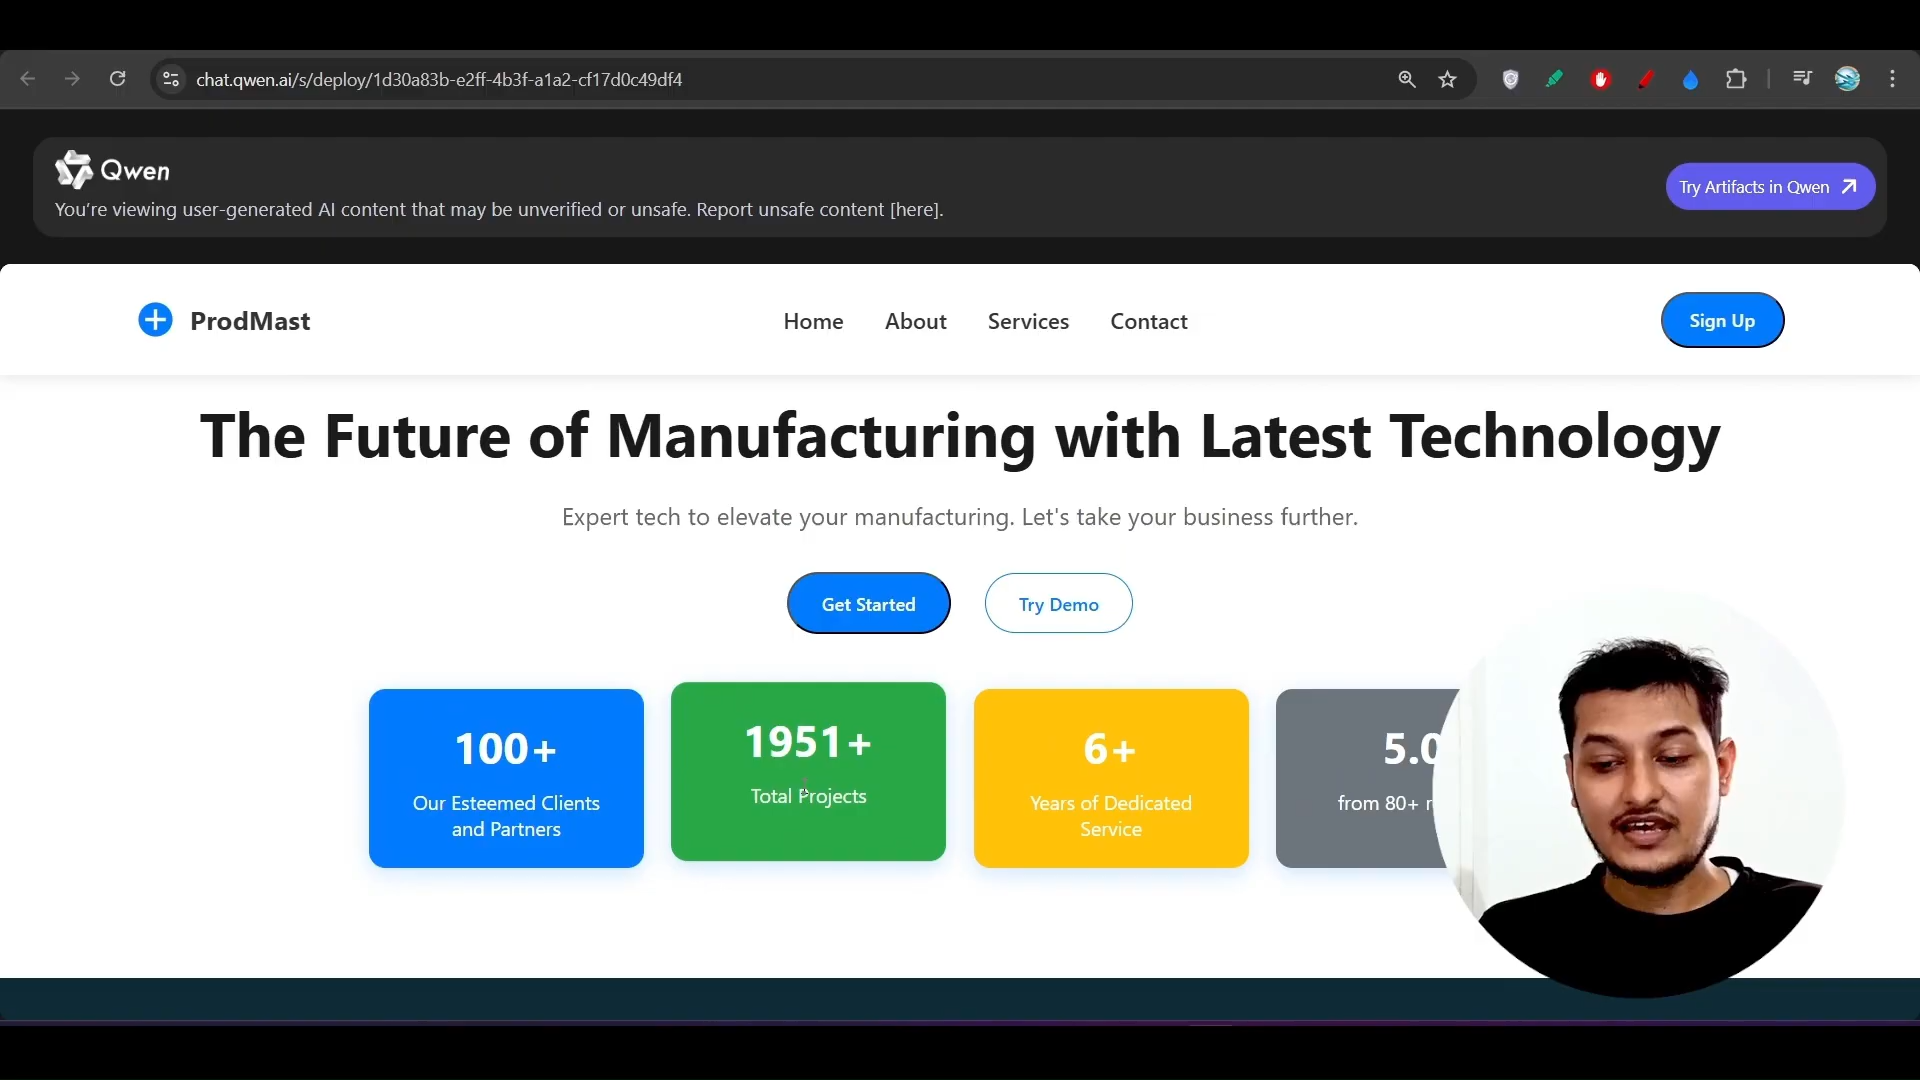 chat.qwen.ai/s/deploy/1d30a83b-e2ff-4b3f-a1a2-cf17d0c49df4
Qwen
You’re viewing user-generated AI content that may be unverified or unsafe. Report unsafe content [here].
Try Artifacts in Qwen
ProdMast
Home About Services Contact
Sign Up
The Future of Manufacturing with Latest Technology
Expert tech to elevate your manufacturing. Let's take your business further.
Get Started
Try Demo
100+
Our Esteemed Clients
and Partners
1951+
Total Projects
6+
Years of Dedicated
Service
5.0
from 80+